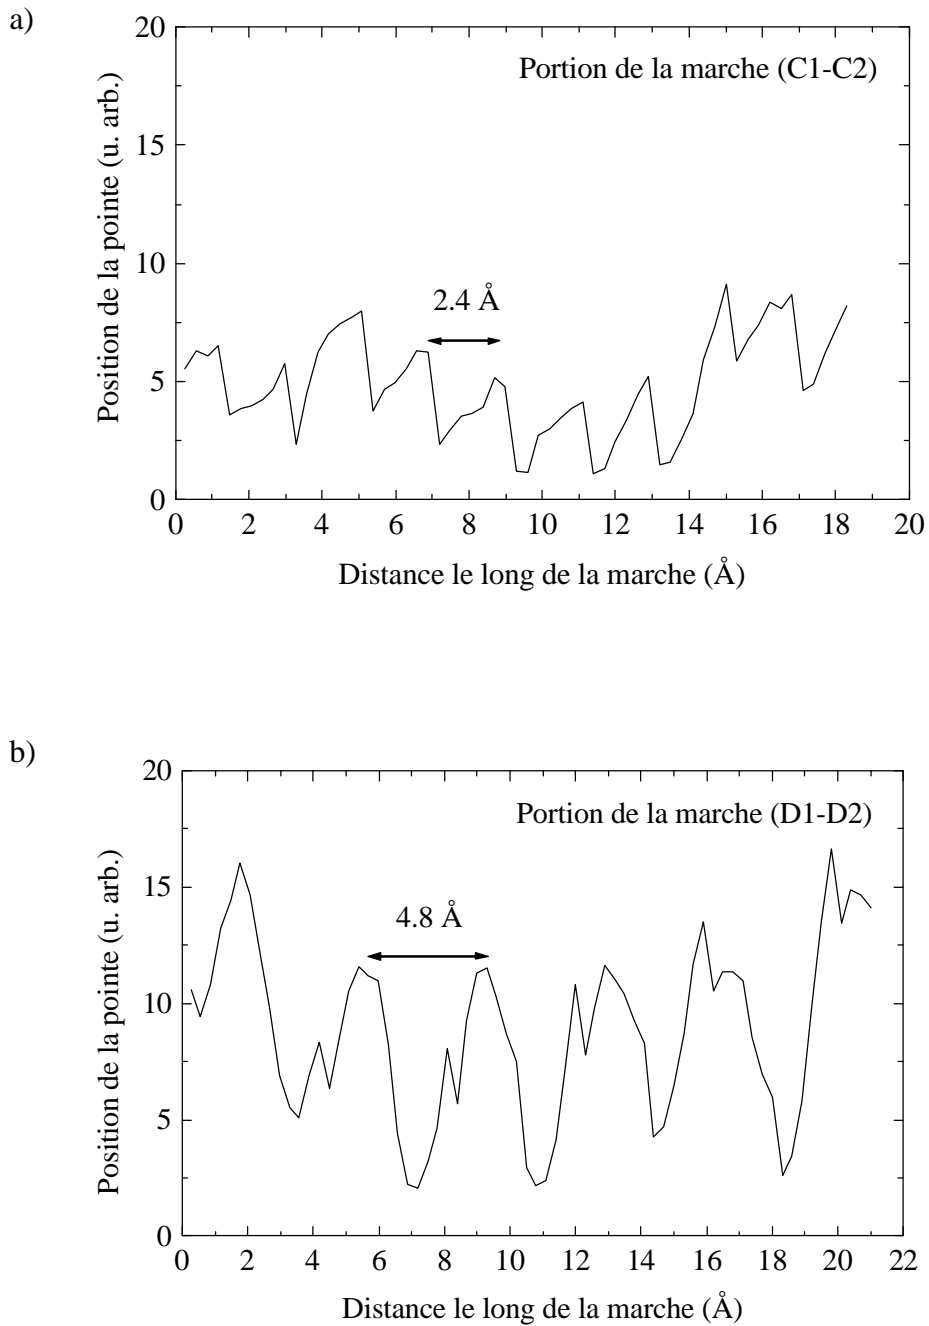 a)
Portion de la marche (C1-C2)
Position de la pointe (u. arb.)
20
15
10
5
0
2.4 Å
0 2 4 6 8 10 12 14 16 18 20
Distance le long de la marche (Å)
b)
Portion de la marche (D1-D2)
Position de la pointe (u. arb.)
20
15
10
5
0
4.8 Å
0 2 4 6 8 10 12 14 16 18 20 22
Distance le long de la marche (Å)